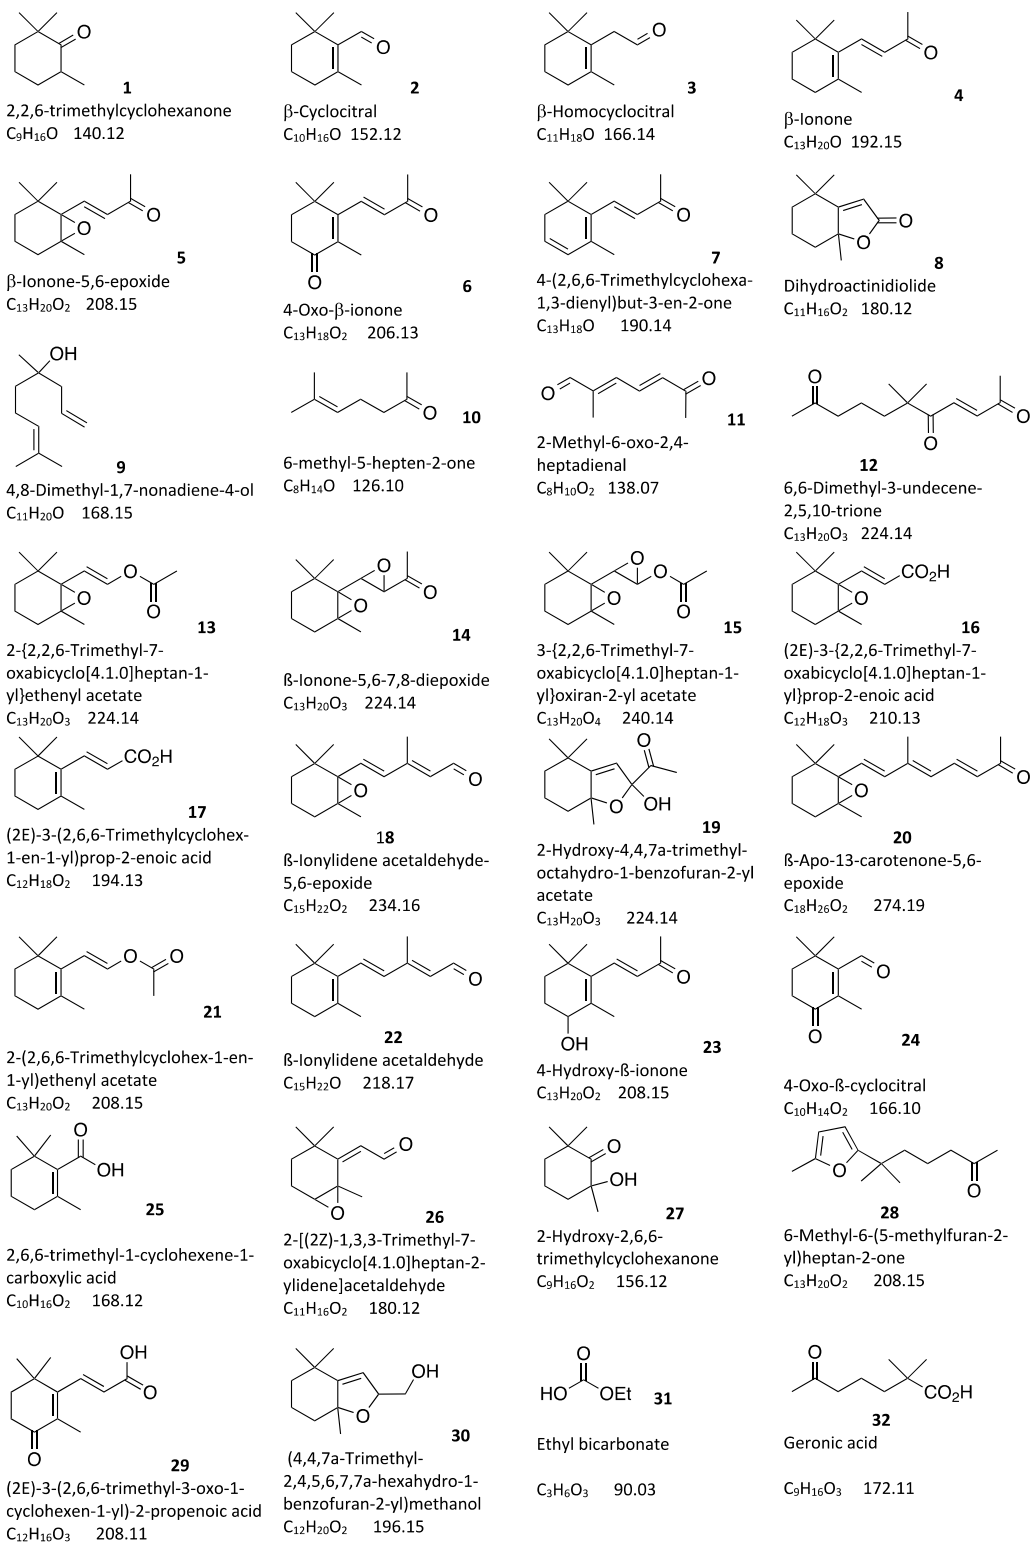 O
1
2,2,6-trimethylcyclohexanone
C₉H₁₆O 140.12
O
2
β-Cyclocitral
C₁₀H₁₆O 152.12
O
3
β-Homocyclocitral
C₁₁H₁₈O 166.14
O
4
β-Ionone
C₁₃H₂₀O 192.15
O
O
5
β-Ionone-5,6-epoxide
C₁₃H₂₀O₂ 208.15
O
O
6
4-Oxo-β-ionone
C₁₃H₁₈O₂ 206.13
O
7
4-(2,6,6-Trimethylcyclohexa-
1,3-dienyl)but-3-en-2-one
C₁₃H₁₈O 190.14
O
O
8
Dihydroactinidiolide
C₁₁H₁₆O₂ 180.12
OH
9
4,8-Dimethyl-1,7-nonadiene-4-ol
C₁₁H₂₀O 168.15
O
10
6-methyl-5-hepten-2-one
C₈H₁₄O 126.10
O
O
11
2-Methyl-6-oxo-2,4-
heptadienal
C₈H₁₀O₂ 138.07
O
O
O
12
6,6-Dimethyl-3-undecene-
2,5,10-trione
C₁₃H₂₀O₃ 224.14
O
O
O
13
2-{2,2,6-Trimethyl-7-
oxabicyclo[4.1.0]heptan-1-
yl}ethenyl acetate
C₁₃H₂₀O₃ 224.14
O
O
O
14
ß-Ionone-5,6-7,8-diepoxide
C₁₃H₂₀O₃ 224.14
O
O
O
O
15
3-{2,2,6-Trimethyl-7-
oxabicyclo[4.1.0]heptan-1-
yl}oxiran-2-yl acetate
C₁₃H₂₀O₄ 240.14
CO₂H
O
16
(2E)-3-{2,2,6-Trimethyl-7-
oxabicyclo[4.1.0]heptan-1-
yl}prop-2-enoic acid
C₁₂H₁₈O₃ 210.13
CO₂H
17
(2E)-3-(2,6,6-Trimethylcyclohex-
1-en-1-yl)prop-2-enoic acid
C₁₂H₁₈O₂ 194.13
O
O
18
ß-Ionylidene acetaldehyde-
5,6-epoxide
C₁₅H₂₂O₂ 234.16
O
O
OH
19
2-Hydroxy-4,4,7a-trimethyl-
octahydro-1-benzofuran-2-yl
acetate
C₁₃H₂₀O₃ 224.14
O
O
20
ß-Apo-13-carotenone-5,6-
epoxide
C₁₈H₂₆O₂ 274.19
O
O
21
2-(2,6,6-Trimethylcyclohex-1-en-
1-yl)ethenyl acetate
C₁₃H₂₀O₂ 208.15
O
22
ß-Ionylidene acetaldehyde
C₁₅H₂₂O 218.17
O
OH
23
4-Hydroxy-ß-ionone
C₁₃H₂₀O₂ 208.15
O
O
24
4-Oxo-ß-cyclocitral
C₁₀H₁₄O₂ 166.10
O
OH
25
2,6,6-trimethyl-1-cyclohexene-1-
carboxylic acid
C₁₀H₁₆O₂ 168.12
O
O
26
2-[(2Z)-1,3,3-Trimethyl-7-
oxabicyclo[4.1.0]heptan-2-
ylidene]acetaldehyde
C₁₁H₁₆O₂ 180.12
O
OH
27
2-Hydroxy-2,6,6-
trimethylcyclohexanone
C₉H₁₆O₂ 156.12
O
O
28
6-Methyl-6-(5-methylfuran-2-
yl)heptan-2-one
C₁₃H₂₀O₂ 208.15
OH
O
O
29
(2E)-3-(2,6,6-trimethyl-3-oxo-1-
cyclohexen-1-yl)-2-propenoic acid
C₁₂H₁₆O₃ 208.11
OH
O
30
(4,4,7a-Trimethyl-
2,4,5,6,7,7a-hexahydro-1-
benzofuran-2-yl)methanol
C₁₂H₂₀O₂ 196.15
O
HO OEt
31
Ethyl bicarbonate
C₃H₆O₃ 90.03
O
CO₂H
32
Geronic acid
C₉H₁₆O₃ 172.11